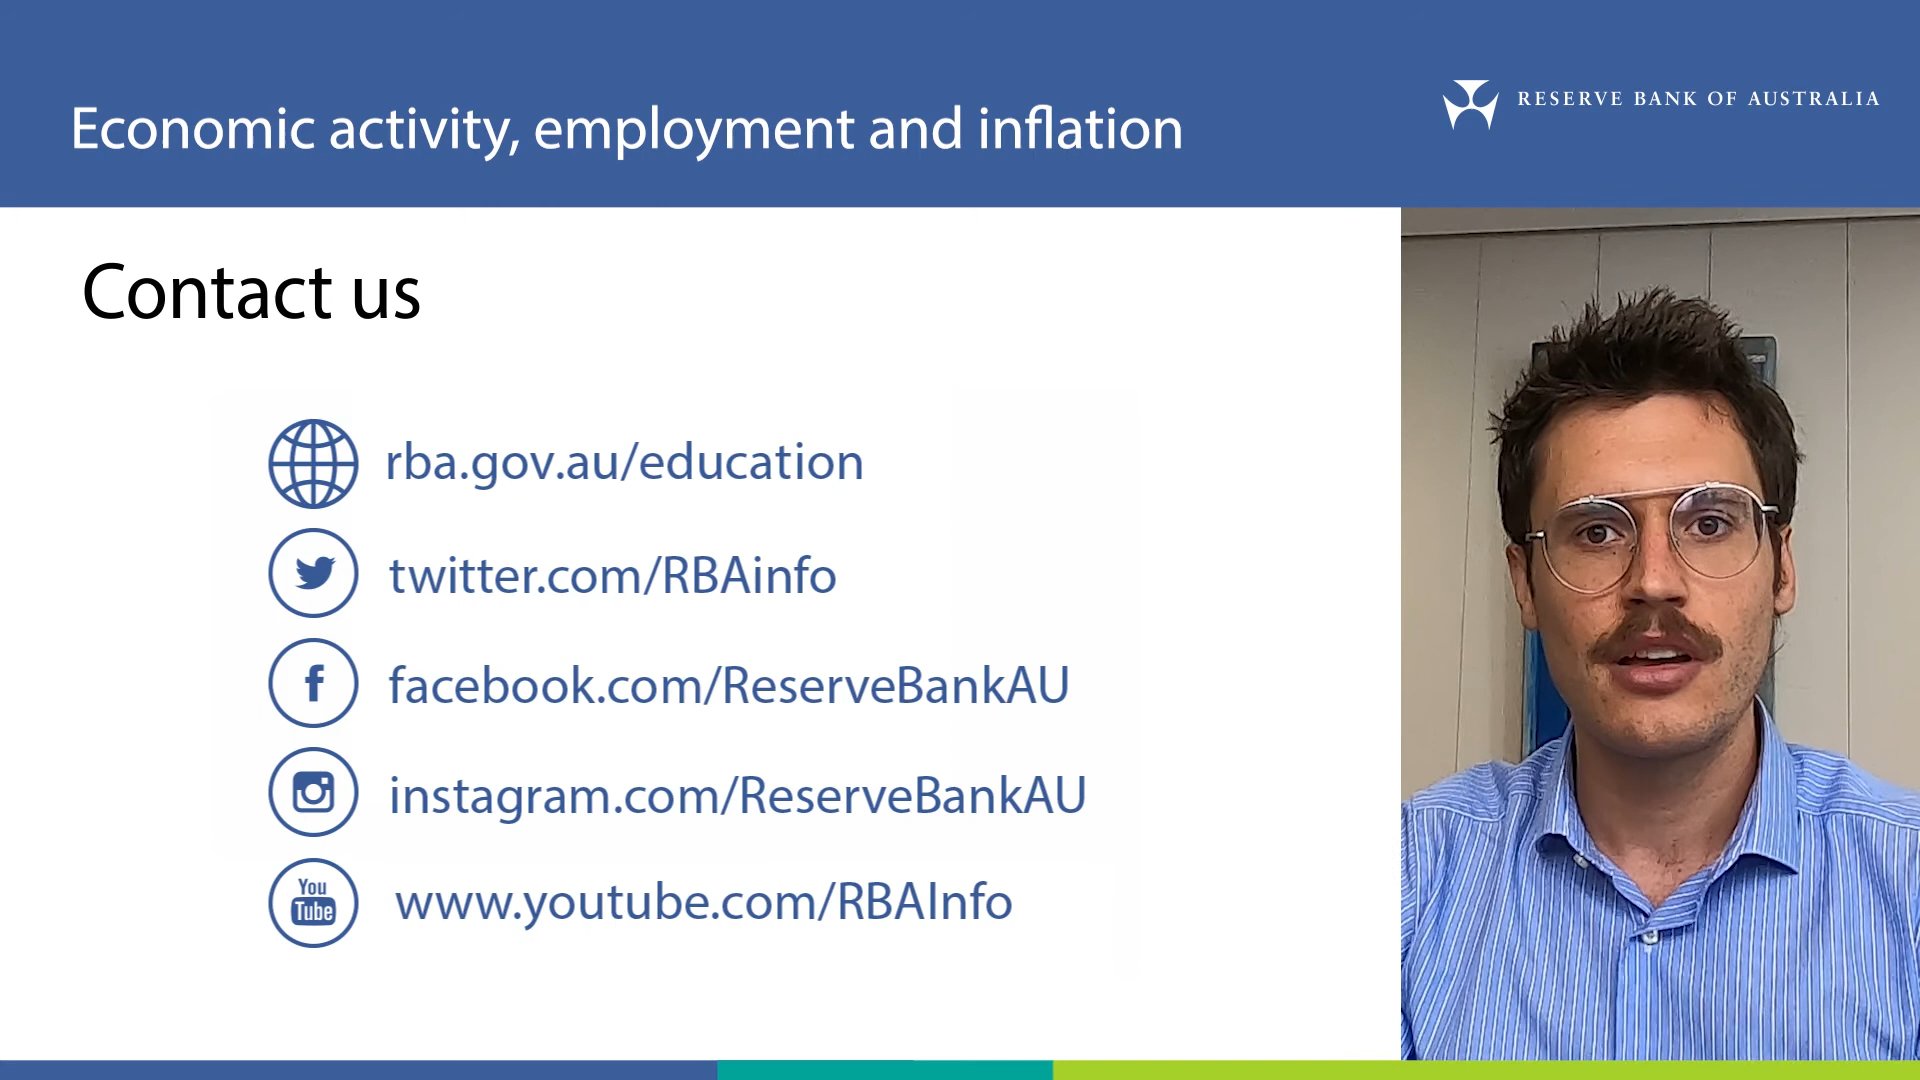 Economic activity, employment and inflation
RESERVE BANK OF AUSTRALIA
Contact us
rba.gov.au/education
twitter.com/RBAinfo
f facebook.com/ReserveBankAU
instagram.com/ReserveBankAU
You
Tube
www.youtube.com/RBAInfo